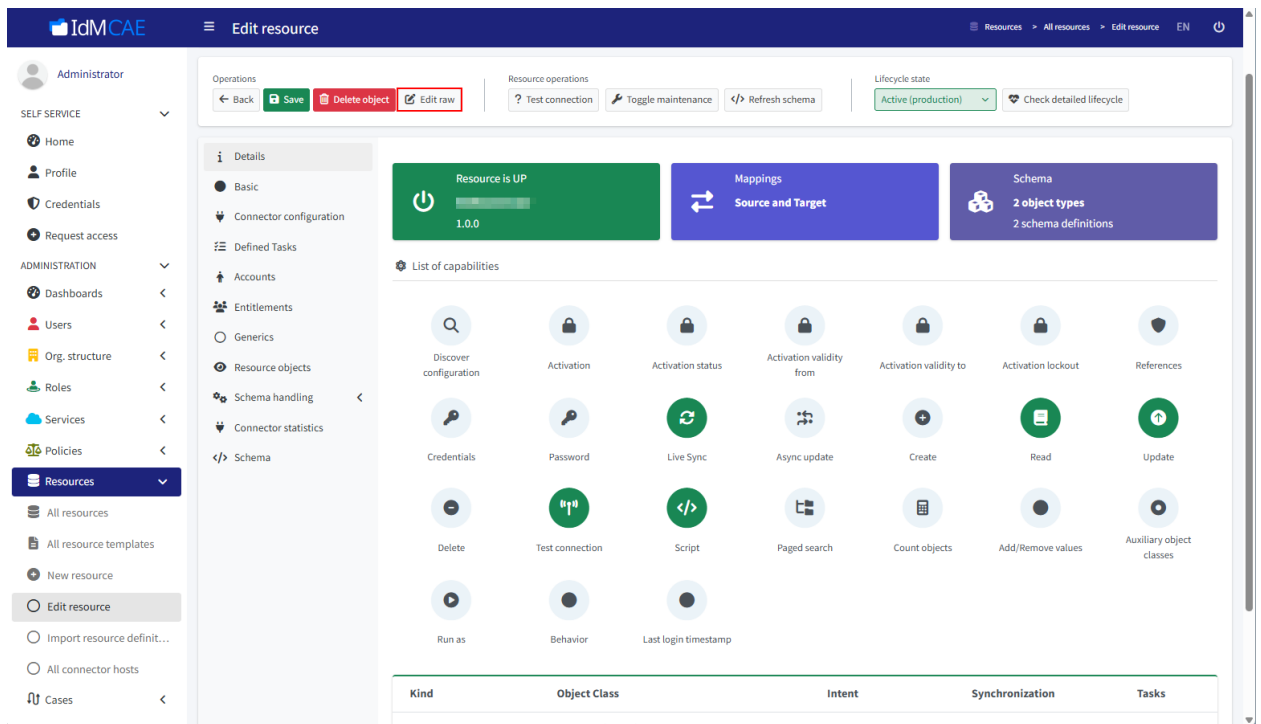 IdMCAE
Edit resource
Resources > All resources > Edit resource EN
Administrator
SELF SERVICE
Home
Profile
Credentials
Request access
ADMINISTRATION
Dashboards
Users
Org. structure
Roles
Services
Policies
Resources
All resources
All resource templates
New resource
Edit resource
Import resource definit...
All connector hosts
Cases
Operations
Back Save Delete object Edit raw
Resource operations
Test connection Toggle maintenance Refresh schema
Lifecycle state
Active (production) Check detailed lifecycle
Details
Basic
Connector configuration
Defined Tasks
Accounts
Entitlements
Generics
Resource objects
Schema handling
Connector statistics
Schema
Resource is UP
1.0.0
Mappings
Source and Target
Schema
2 object types
2 schema definitions
List of capabilities
Discover
configuration
Activation
Activation status
Activation validity
from
Activation validity to
Activation lockout
References
Credentials
Password
Live Sync
Async update
Create
Read
Update
Delete
Test connection
Script
Paged search
Count objects
Add/Remove values
Auxiliary object
classes
Run as
Behavior
Last login timestamp
Kind Object Class Intent Synchronization Tasks